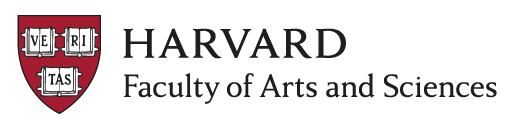 VE RI
TAS
HARVARD
Faculty of Arts and Sciences